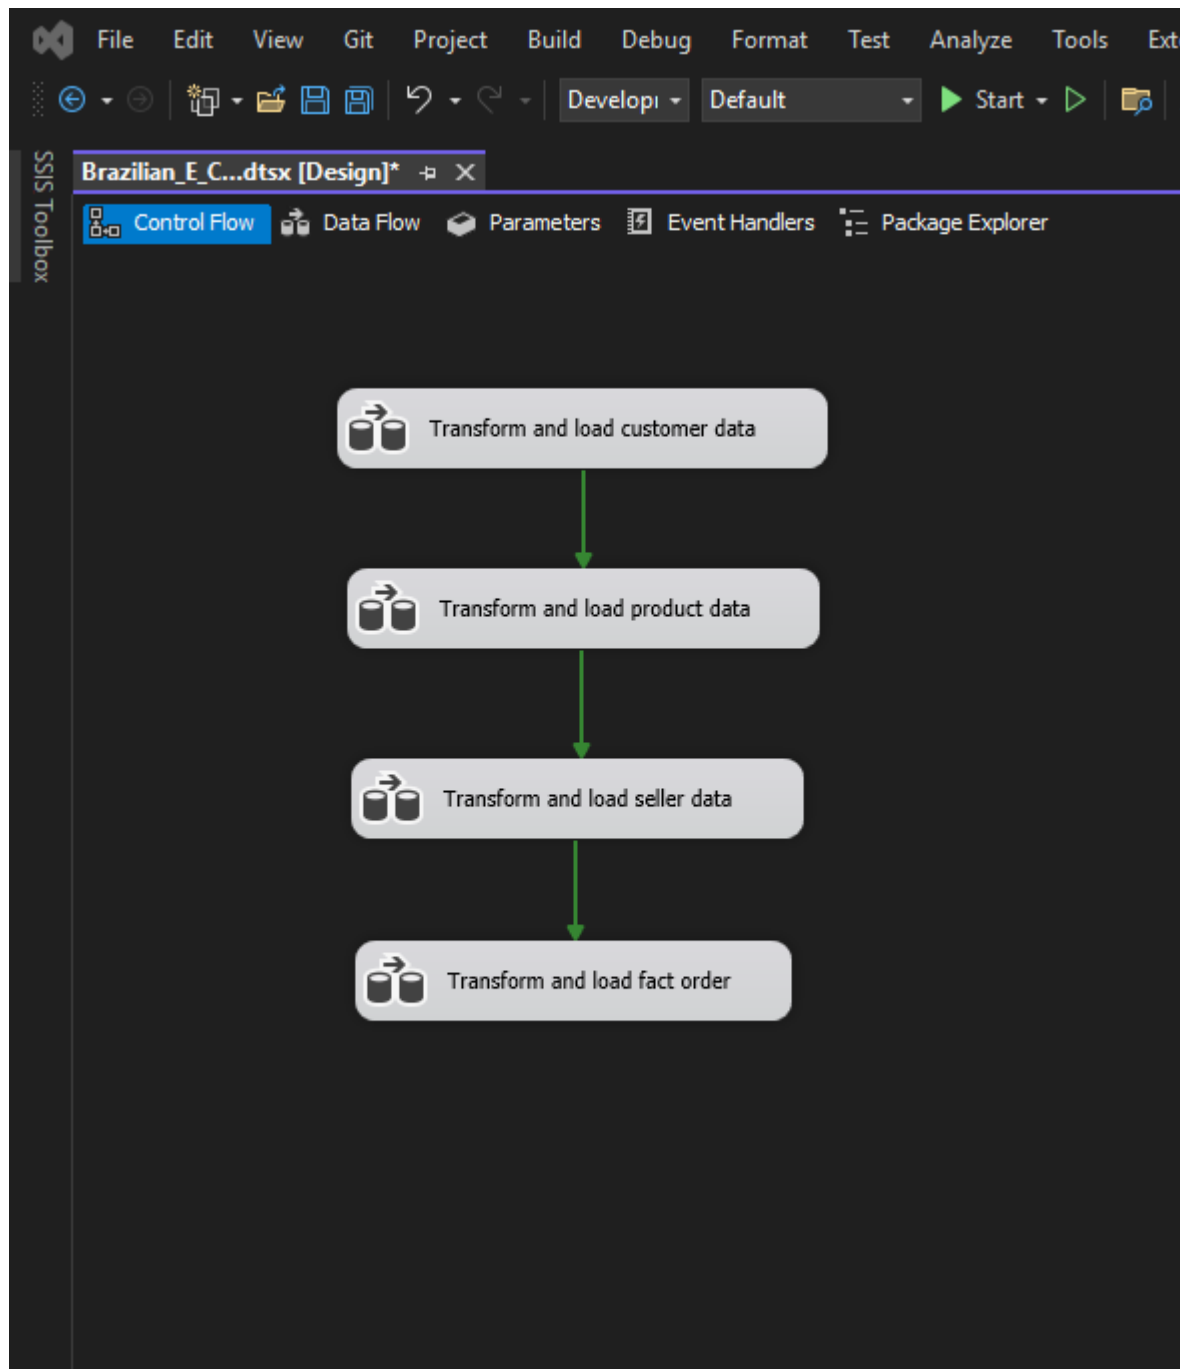 File Edit View Git Project Build Debug Format Test Analyze Tools Ext
Developı Default Start
SSIS Toolbox
Brazilian_E_C...dtsx [Design]*
Control Flow Data Flow Parameters Event Handlers Package Explorer
Transform and load customer data
Transform and load product data
Transform and load seller data
Transform and load fact order